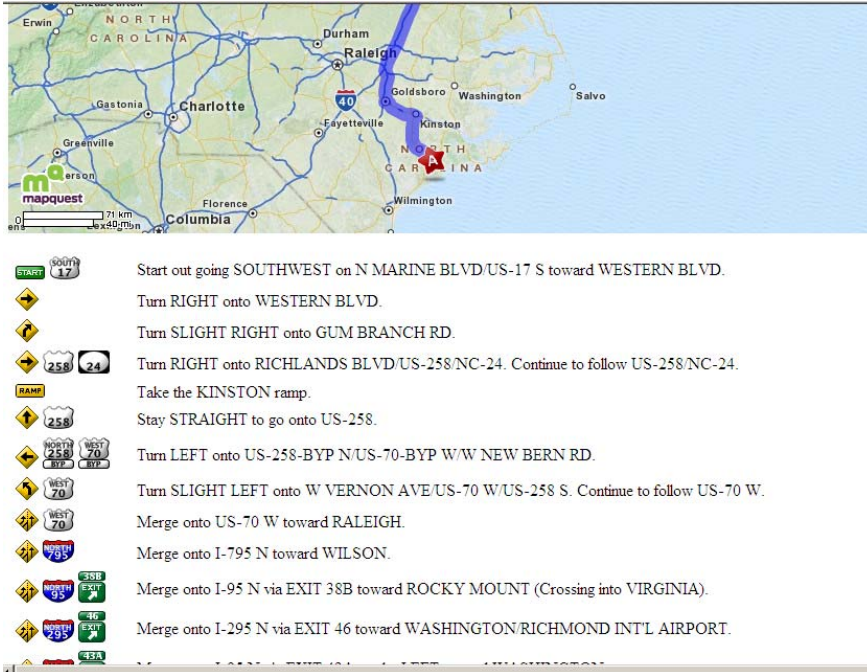 Erwin
NORTH
CAROLINA
Durham
Raleigh
Goldsboro
Washington
Salvo
Gastonia
Charlotte
40
Fayetteville
Kinston
Greenville
NORTH
CAROLINA
A
erson
mapquest
Florence
Wilmington
0 71 km
40 mi
Columbia
START SOUTH 17 Start out going SOUTHWEST on N MARINE BLVD/US-17 S toward WESTERN BLVD.
Turn RIGHT onto WESTERN BLVD.
Turn SLIGHT RIGHT onto GUM BRANCH RD.
258 24 Turn RIGHT onto RICHLANDS BLVD/US-258/NC-24. Continue to follow US-258/NC-24.
RAMP Take the KINSTON ramp.
258 Stay STRAIGHT to go onto US-258.
NORTH 258 BYP WEST 70 BYP Turn LEFT onto US-258-BYP N/US-70-BYP W/W NEW BERN RD.
WEST 70 Turn SLIGHT LEFT onto W VERNON AVE/US-70 W/US-258 S. Continue to follow US-70 W.
WEST 70 Merge onto US-70 W toward RALEIGH.
NORTH 795 Merge onto I-795 N toward WILSON.
NORTH 95 38B EXIT Merge onto I-95 N via EXIT 38B toward ROCKY MOUNT (Crossing into VIRGINIA).
NORTH 295 46 EXIT Merge onto I-295 N via EXIT 46 toward WASHINGTON/RICHMOND INT'L AIRPORT.
43A